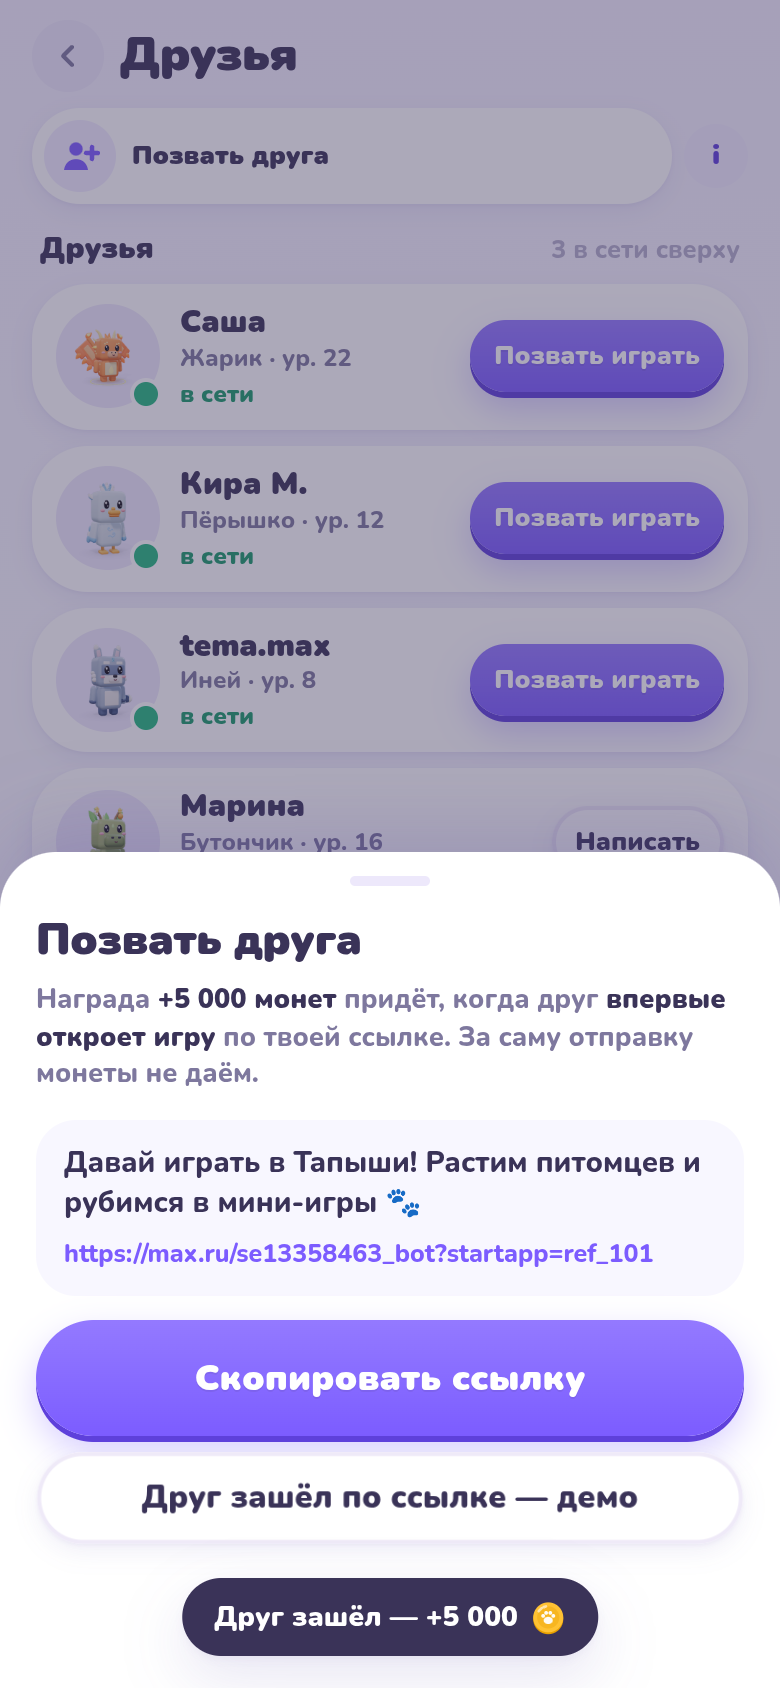 Друзья
Позвать друга
Друзья
3 в сети сверху
Саша
Жарик · ур. 22
в сети
Позвать играть
Кира М.
Пёрышко · ур. 12
в сети
Позвать играть
tema.max
Иней · ур. 8
в сети
Позвать играть
Марина
Бутончик · ур. 16
Написать
Позвать друга
Награда +5 000 монет придёт, когда друг впервые
откроет игру по твоей ссылке. За саму отправку
монеты не даём.
Давай играть в Тапыши! Растим питомцев и
рубимся в мини-игры 🐾
https://max.ru/se13358463_bot?startapp=ref_101
Скопировать ссылку
Друг зашёл по ссылке — демо
Друг зашёл — +5 000